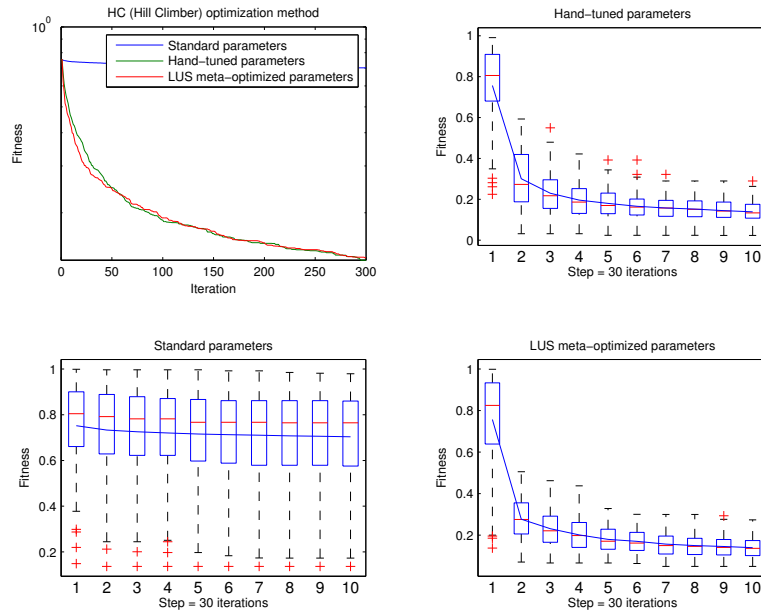 HC (Hill Climber) optimization method
10^0
Standard parameters
Hand-tuned parameters
LUS meta-optimized parameters
Fitness
0 50 100 150 200 250 300
Iteration
Hand-tuned parameters
1
0.8
0.6
0.4
0.2
0
Fitness
1 2 3 4 5 6 7 8 9 10
Step = 30 iterations
Standard parameters
1
0.8
0.6
0.4
0.2
Fitness
1 2 3 4 5 6 7 8 9 10
Step = 30 iterations
LUS meta-optimized parameters
1
0.8
0.6
0.4
0.2
Fitness
1 2 3 4 5 6 7 8 9 10
Step = 30 iterations